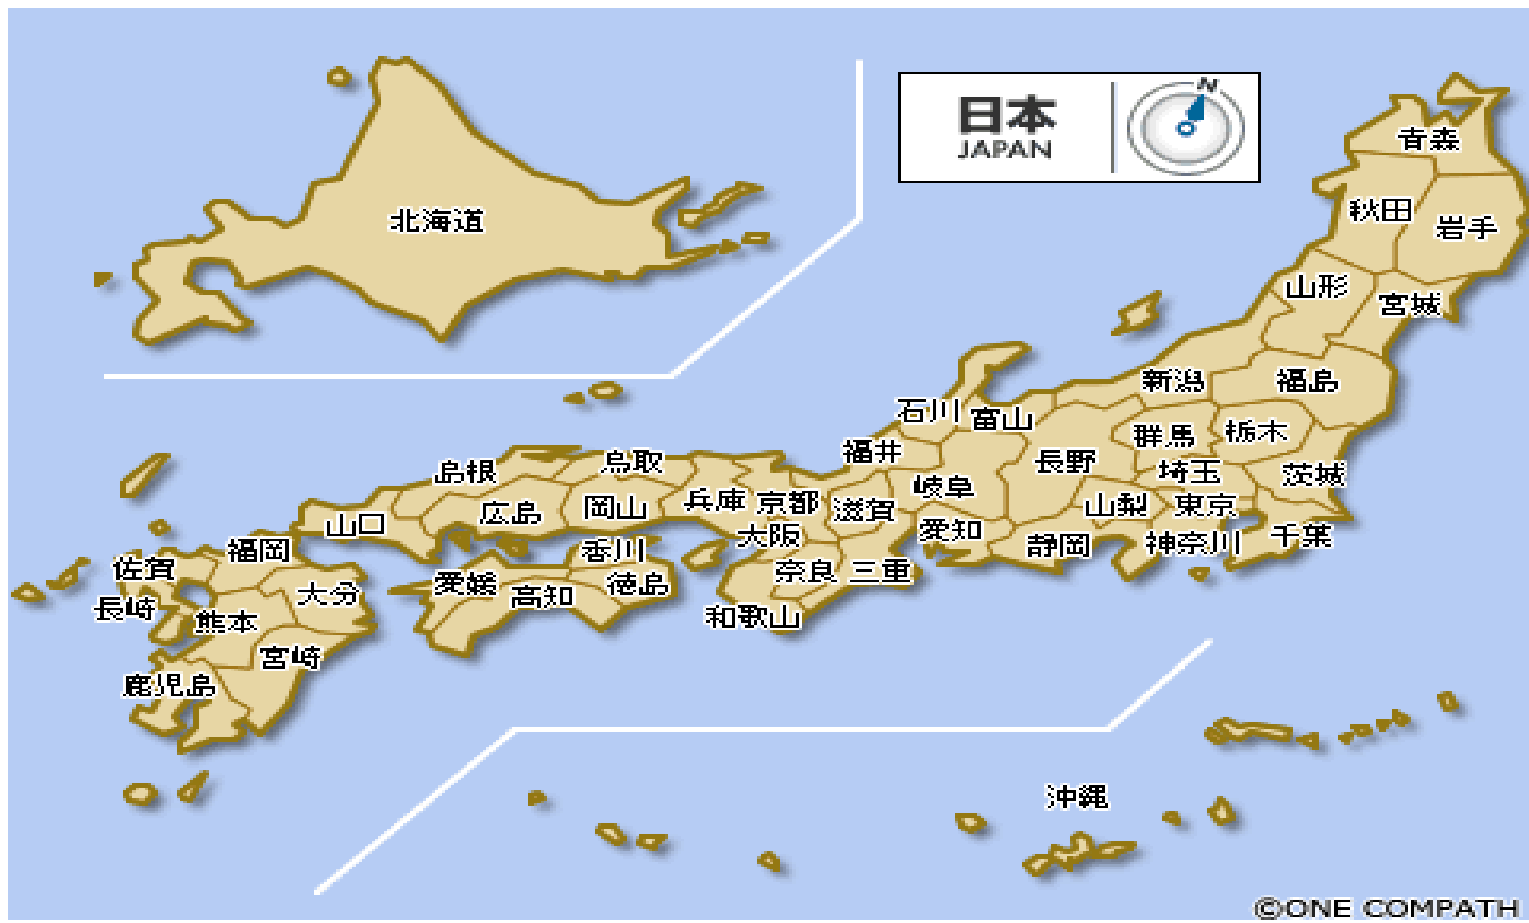 日本
JAPAN
N
北海道
青森
秋田
岩手
山形
宮城
新潟
福島
石川
富山
群馬
栃木
福井
長野
埼玉
茨城
島根
鳥取
岐阜
兵庫
京都
滋賀
山梨
東京
広島
岡山
山口
大阪
愛知
静岡
神奈川
千葉
福岡
香川
佐賀
奈良
三重
愛媛
徳島
大分
高知
長崎
熊本
和歌山
宮崎
鹿児島
沖縄
©ONE COMPATH